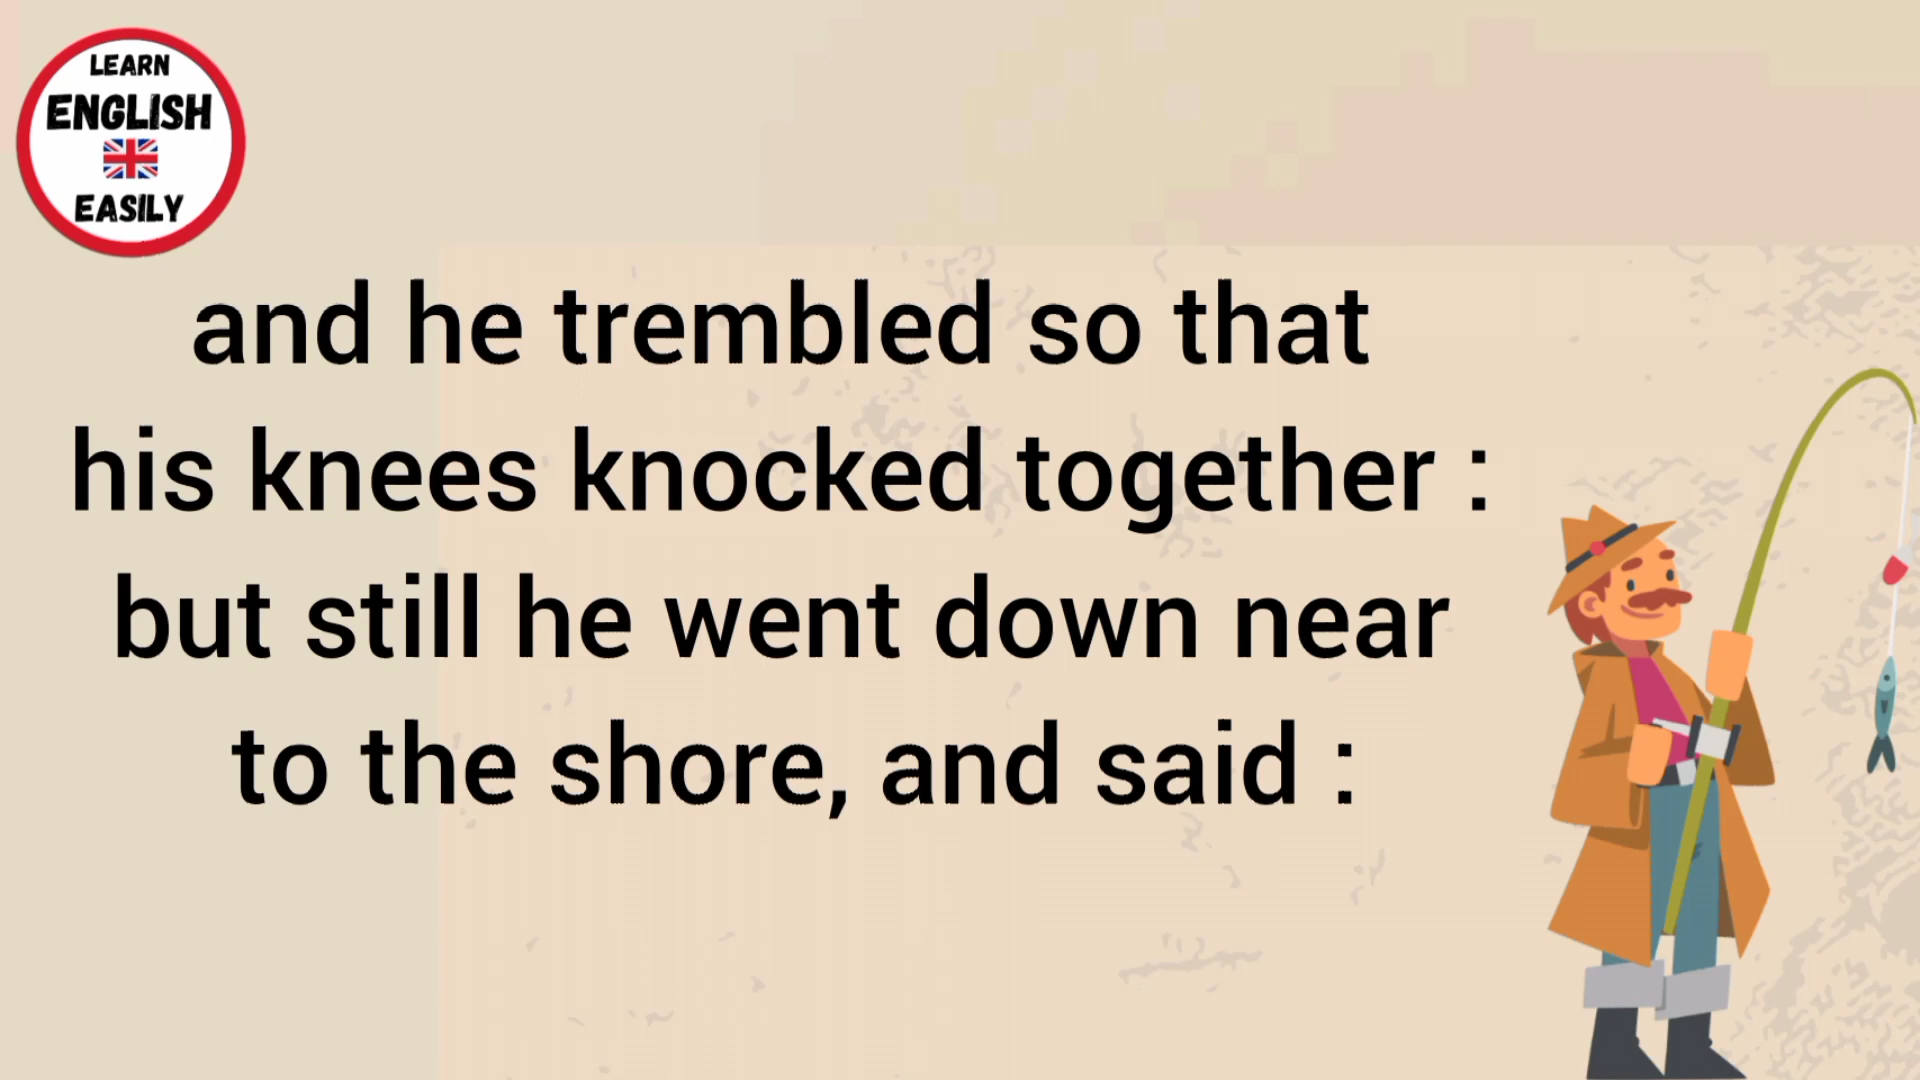 LEARN
ENGLISH
EASILY
and he trembled so that
his knees knocked together :
but still he went down near
to the shore, and said :